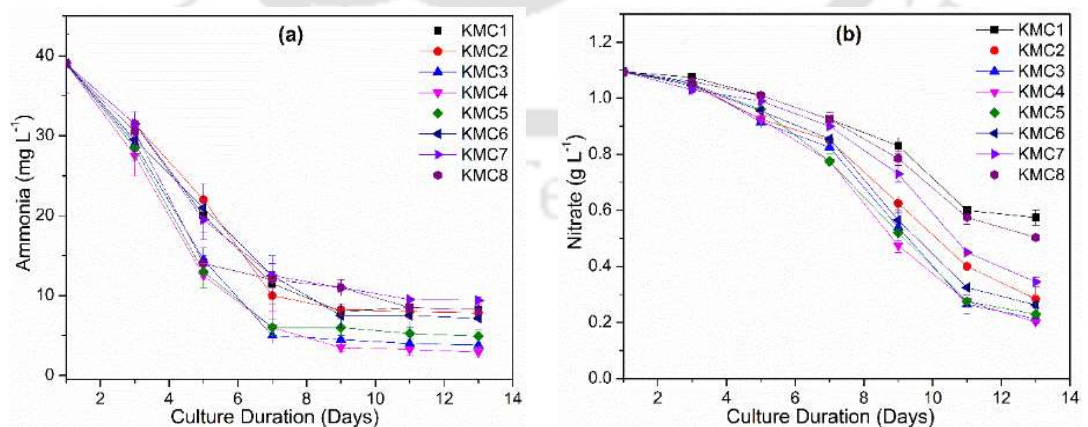 (a)
KMC1
KMC2
KMC3
KMC4
KMC5
KMC6
KMC7
KMC8
40
30
20
10
0
Ammonia (mg L⁻¹)
2 4 6 8 10 12 14
Culture Duration (Days)
(b)
KMC1
KMC2
KMC3
KMC4
KMC5
KMC6
KMC7
KMC8
1.2
1.0
0.8
0.6
0.4
0.2
0.0
Nitrate (g L⁻¹)
2 4 6 8 10 12 14
Culture Duration (Days)